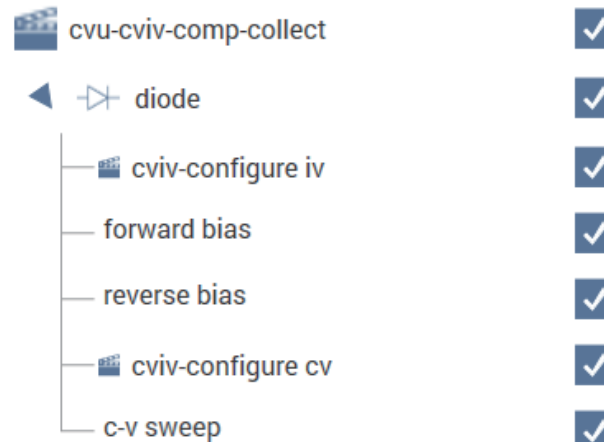 cvu-cviv-comp-collect
diode
cviv-configure iv
forward bias
reverse bias
cviv-configure cv
c-v sweep